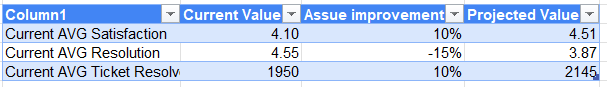 Column1 Current Value Assue improvement Projected Value
Current AVG Satisfaction 4.10 10% 4.51
Current AVG Resolution 4.55 -15% 3.87
Current AVG Ticket Resolv 1950 10% 2145